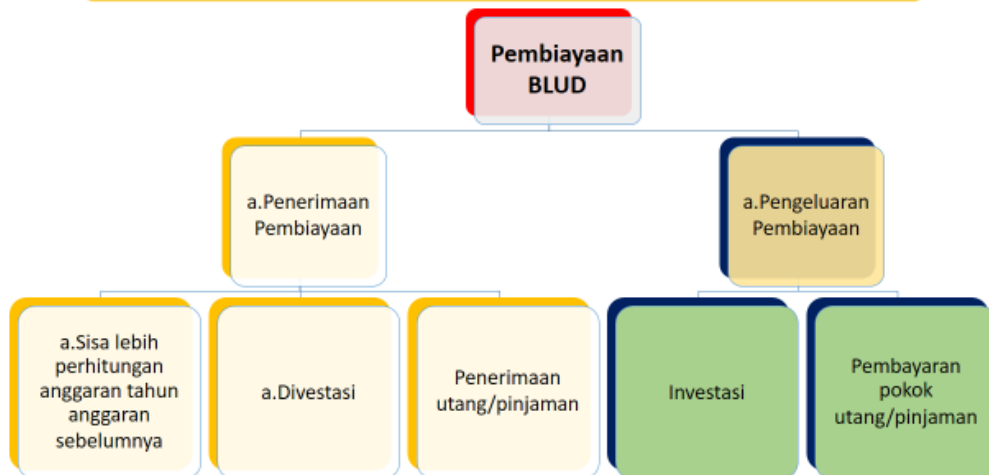 Pembiayaan
BLUD
a.Penerimaan
Pembiayaan
a.Pengeluaran
Pembiayaan
a.Sisa lebih
perhitungan
anggaran tahun
anggaran
sebelumnya
a.Divestasi
Penerimaan
utang/pinjaman
Investasi
Pembayaran
pokok
utang/pinjaman